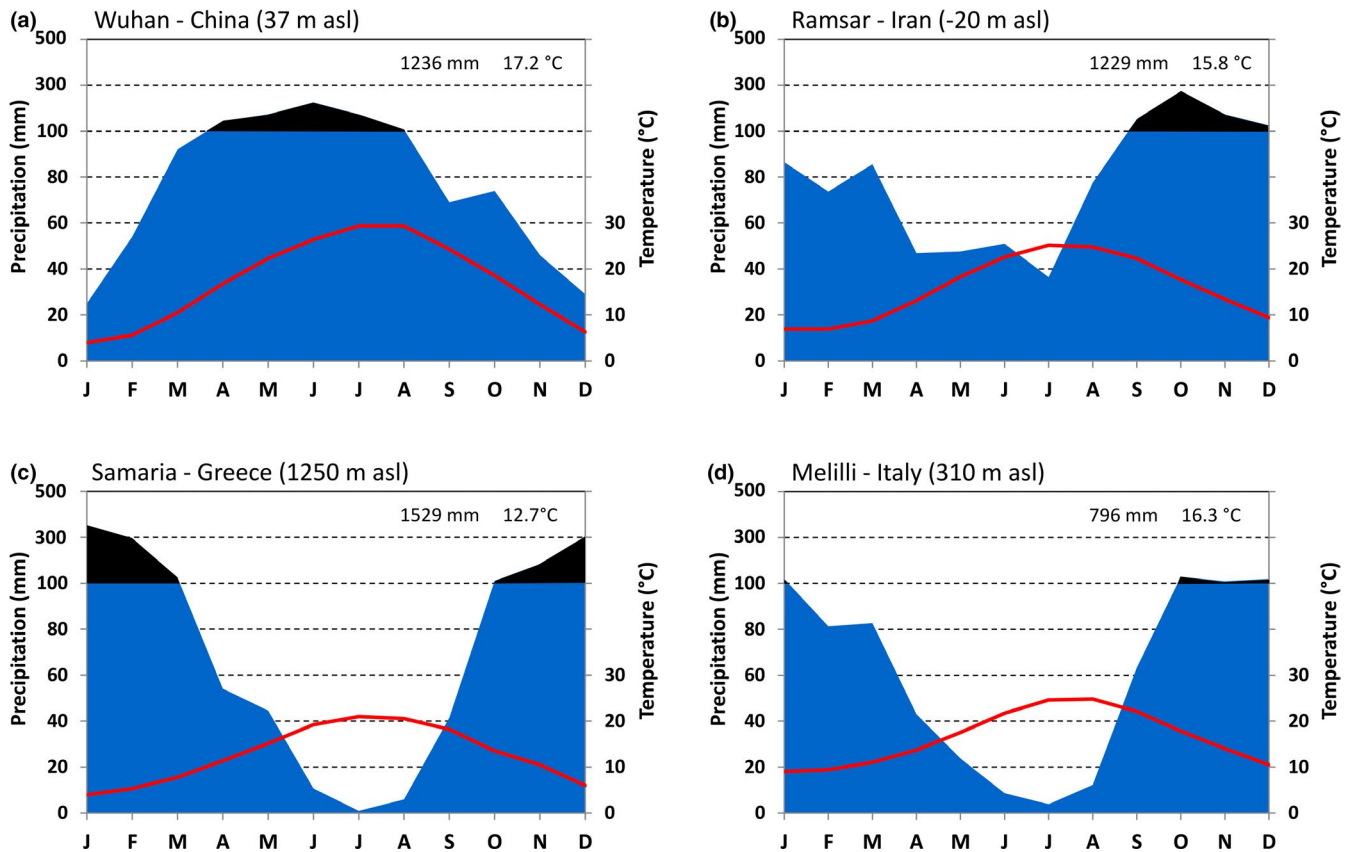 (a) Wuhan - China (37 m asl)
1236 mm 17.2 °C
Precipitation (mm)
500
300
100
80
60
40
20
0
Temperature (°C)
30
20
10
0
J F M A M J J A S O N D
(b) Ramsar - Iran (-20 m asl)
1229 mm 15.8 °C
Precipitation (mm)
500
300
100
80
60
40
20
0
Temperature (°C)
30
20
10
0
J F M A M J J A S O N D
(c) Samaria - Greece (1250 m asl)
1529 mm 12.7°C
Precipitation (mm)
500
300
100
80
60
40
20
0
Temperature (°C)
30
20
10
0
J F M A M J J A S O N D
(d) Melilli - Italy (310 m asl)
796 mm 16.3 °C
Precipitation (mm)
500
300
100
80
60
40
20
0
Temperature (°C)
30
20
10
0
J F M A M J J A S O N D